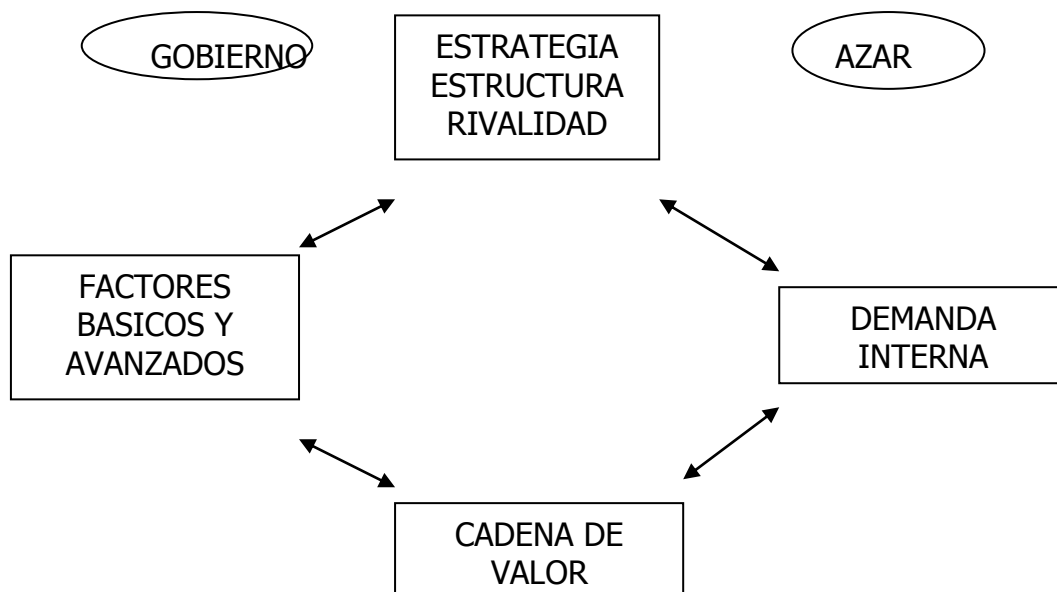 GOBIERNO
ESTRATEGIA
ESTRUCTURA
RIVALIDAD
AZAR
FACTORES
BASICOS Y
AVANZADOS
DEMANDA
INTERNA
CADENA DE
VALOR